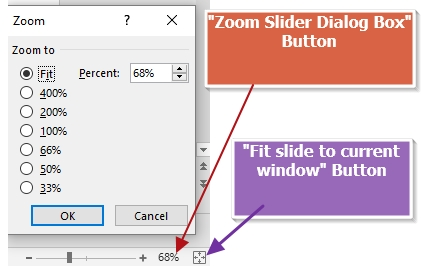 Zoom
?
Zoom to
Fit
Percent: 68%
400%
200%
100%
66%
50%
33%
OK Cancel
68%
"Zoom Slider Dialog Box"
Button
"Fit slide to current
window" Button